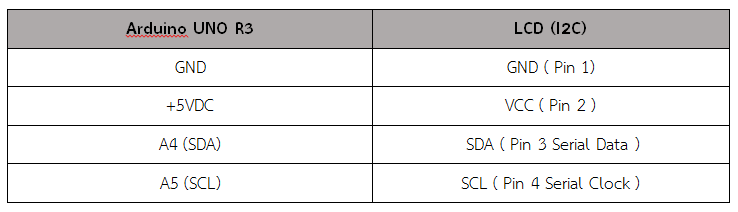 Arduino UNO R3 LCD (I2C)
GND GND ( Pin 1)
+5VDC VCC ( Pin 2 )
A4 (SDA) SDA ( Pin 3 Serial Data )
A5 (SCL) SCL ( Pin 4 Serial Clock )